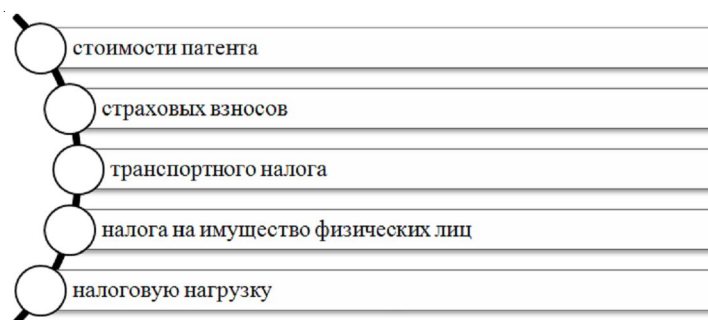 стоимости патента
страховых взносов
транспортного налога
налога на имущество физических лиц
налоговую нагрузку